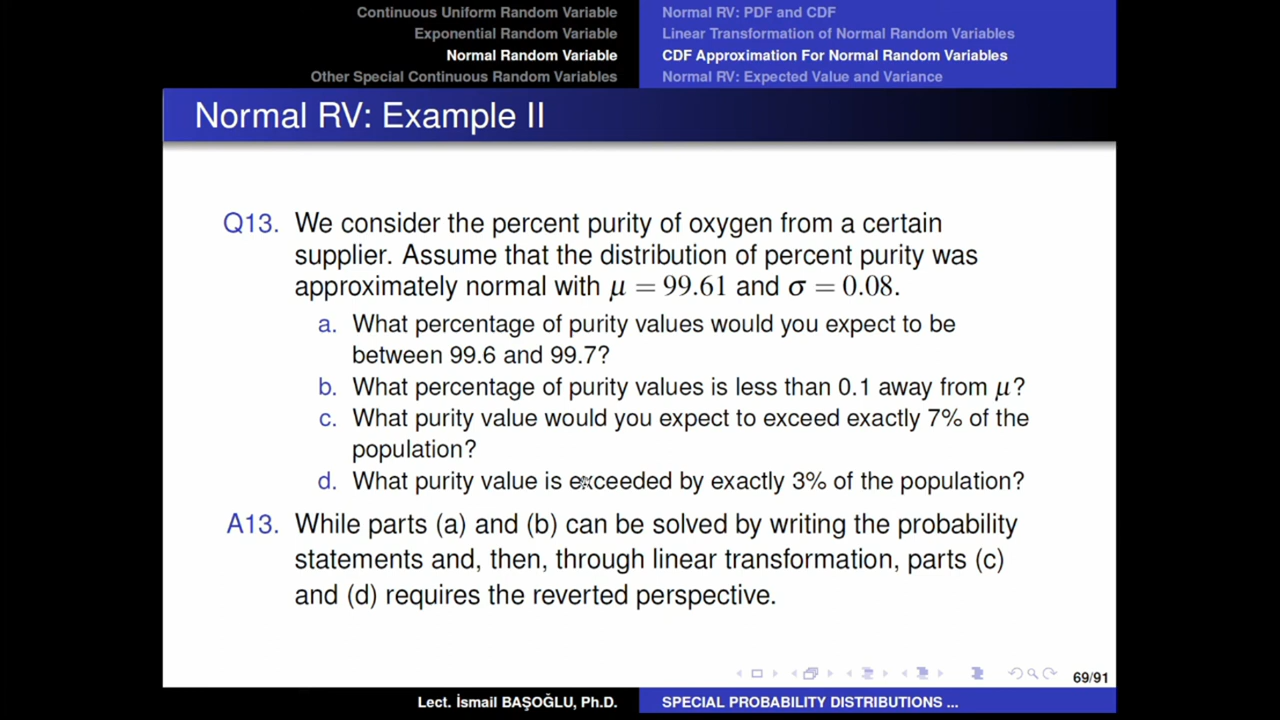 Continuous Uniform Random Variable
Exponential Random Variable
Normal Random Variable
Other Special Continuous Random Variables
Normal RV: PDF and CDF
Linear Transformation of Normal Random Variables
CDF Approximation For Normal Random Variables
Normal RV: Expected Value and Variance
Normal RV: Example II
Q13. We consider the percent purity of oxygen from a certain
supplier. Assume that the distribution of percent purity was
approximately normal with μ = 99.61 and σ = 0.08.
a. What percentage of purity values would you expect to be
between 99.6 and 99.7?
b. What percentage of purity values is less than 0.1 away from μ?
c. What purity value would you expect to exceed exactly 7% of the
population?
d. What purity value is exceeded by exactly 3% of the population?
A13. While parts (a) and (b) can be solved by writing the probability
statements and, then, through linear transformation, parts (c)
and (d) requires the reverted perspective.
69/91
Lect. İsmail BAŞOĞLU, Ph.D.
SPECIAL PROBABILITY DISTRIBUTIONS ...